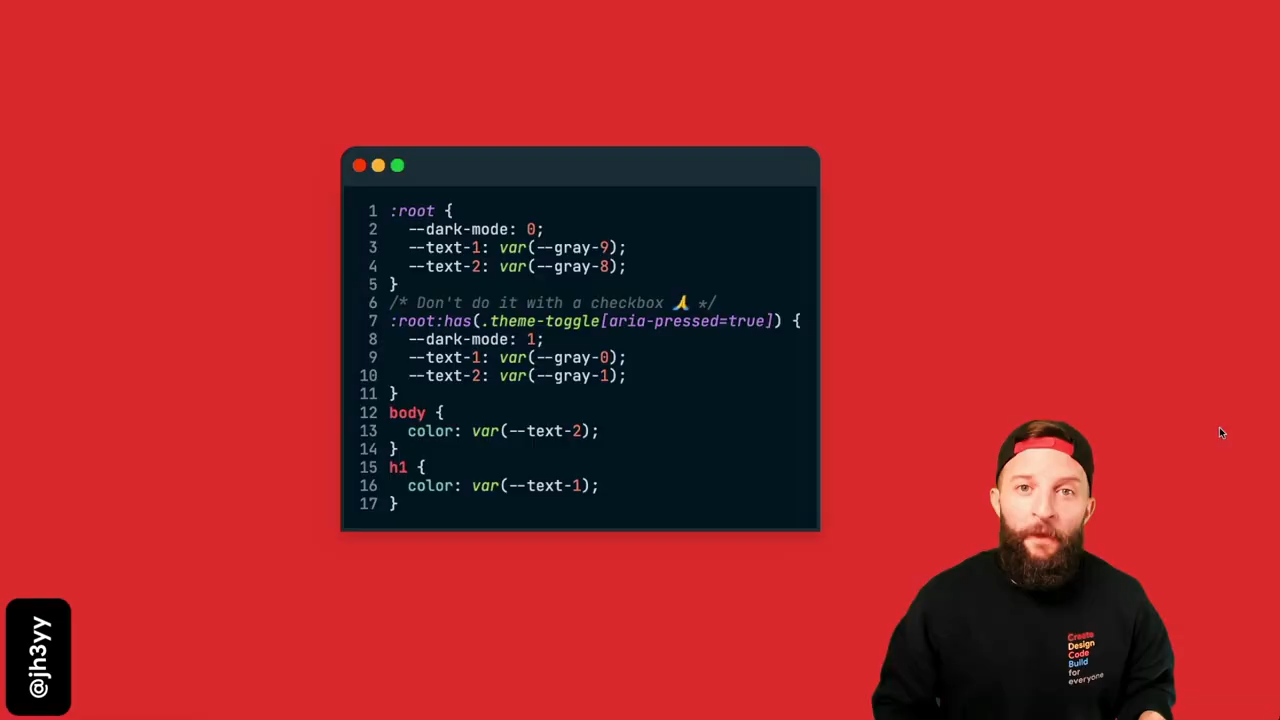 1 :root {
2 --dark-mode: 0;
3 --text-1: var(--gray-9);
4 --text-2: var(--gray-8);
5 }
6 /* Don't do it with a checkbox 🙏 */
7 :root:has(.theme-toggle[aria-pressed=true]) {
8 --dark-mode: 1;
9 --text-1: var(--gray-0);
10 --text-2: var(--gray-1);
11 }
12 body {
13 color: var(--text-2);
14 }
15 h1 {
16 color: var(--text-1);
17 }
@jh3yy
Create
Design
Code
Build
for
everyone